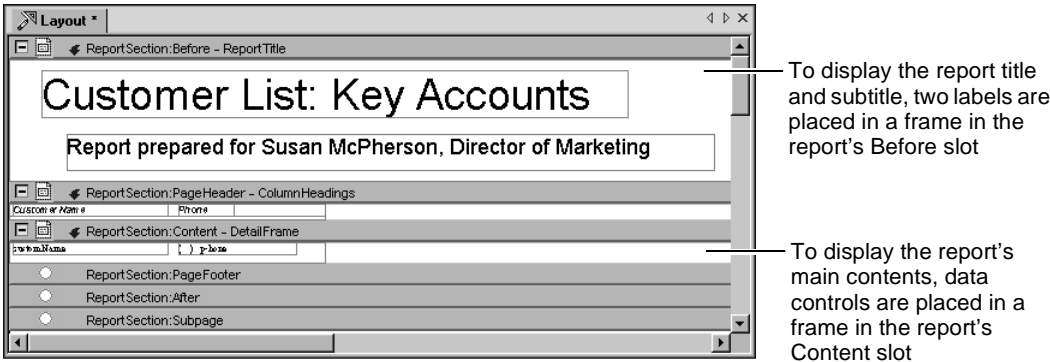 Layout *
ReportSection:Before - ReportTitle
Customer List: Key Accounts
Report prepared for Susan McPherson, Director of Marketing
ReportSection:PageHeader - ColumnHeadings
Customer Name Phone
ReportSection:Content - DetailFrame
customName ( ) phone
ReportSection:PageFooter
ReportSection:After
ReportSection:Subpage
To display the report title
and subtitle, two labels are
placed in a frame in the
report's Before slot
To display the report's
main contents, data
controls are placed in a
frame in the report's
Content slot